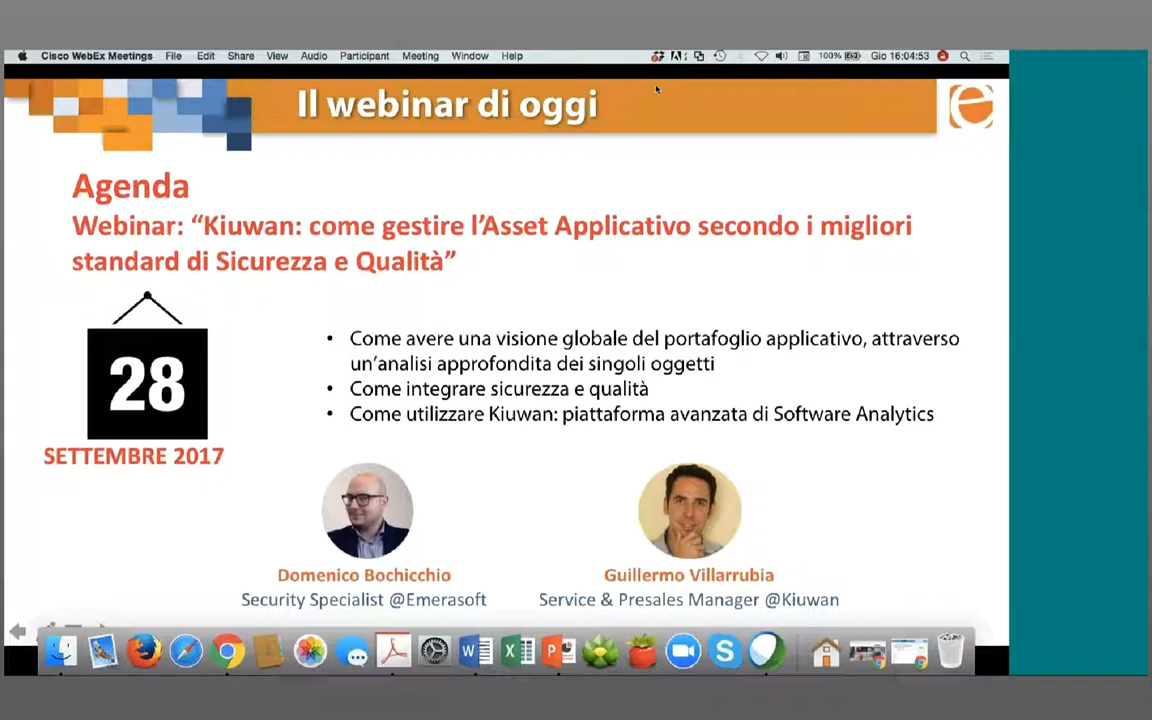 Cisco WebEx Meetings File Edit Share View Audio Participant Meeting Window Help 100% Gio 16:04:53
Il webinar di oggi
Agenda
Webinar: “Kiuwan: come gestire l’Asset Applicativo secondo i migliori
standard di Sicurezza e Qualità”
28
SETTEMBRE 2017
• Come avere una visione globale del portafoglio applicativo, attraverso
un’analisi approfondita dei singoli oggetti
• Come integrare sicurezza e qualità
• Come utilizzare Kiuwan: piattaforma avanzata di Software Analytics
Domenico Bochicchio
Security Specialist @Emerasoft
Guillermo Villarrubia
Service & Presales Manager @Kiuwan